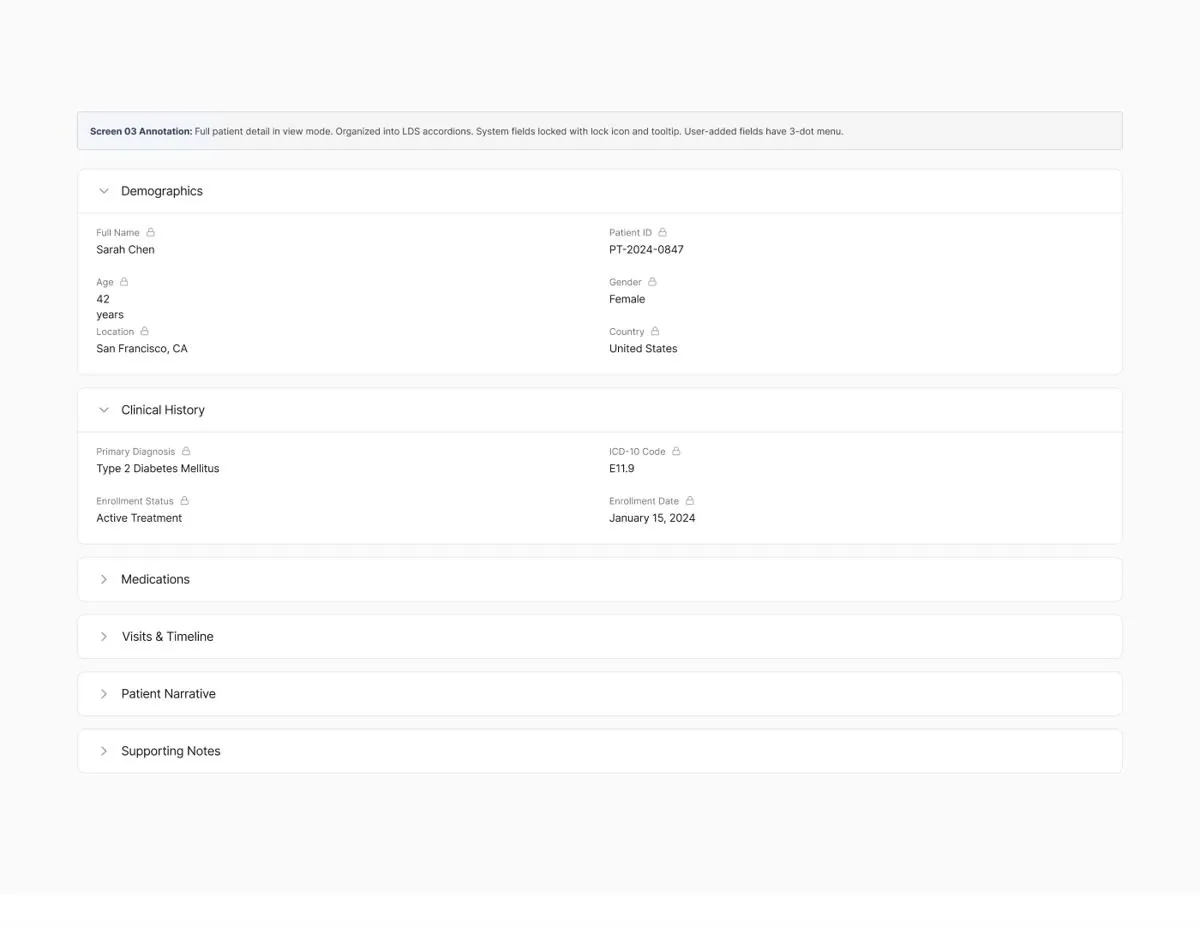 Screen 03 Annotation: Full patient detail in view mode. Organized into LDS accordions. System fields locked with lock icon and tooltip. User-added fields have 3-dot menu.
Demographics
Full Name
Sarah Chen
Patient ID
PT-2024-0847
Age
42
years
Gender
Female
Location
San Francisco, CA
Country
United States
Clinical History
Primary Diagnosis
Type 2 Diabetes Mellitus
ICD-10 Code
E11.9
Enrollment Status
Active Treatment
Enrollment Date
January 15, 2024
Medications
Visits & Timeline
Patient Narrative
Supporting Notes